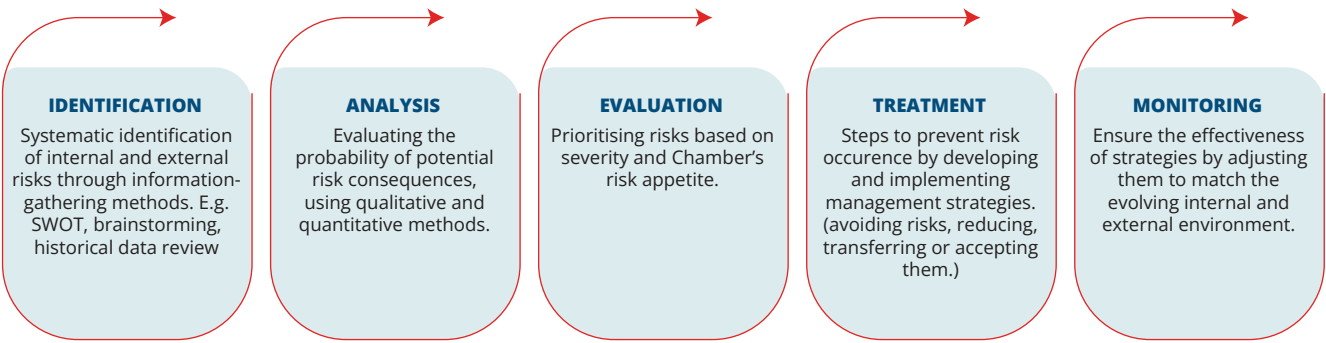 IDENTIFICATION
Systematic identification
of internal and external
risks through information-
gathering methods. E.g.
SWOT, brainstorming,
historical data review
ANALYSIS
Evaluating the
probability of potential
risk consequences,
using qualitative and
quantitative methods.
EVALUATION
Prioritising risks based on
severity and Chamber’s
risk appetite.
TREATMENT
Steps to prevent risk
occurence by developing
and implementing
management strategies.
(avoiding risks, reducing,
transferring or accepting
them.)
MONITORING
Ensure the effectiveness
of strategies by adjusting
them to match the
evolving internal and
external environment.